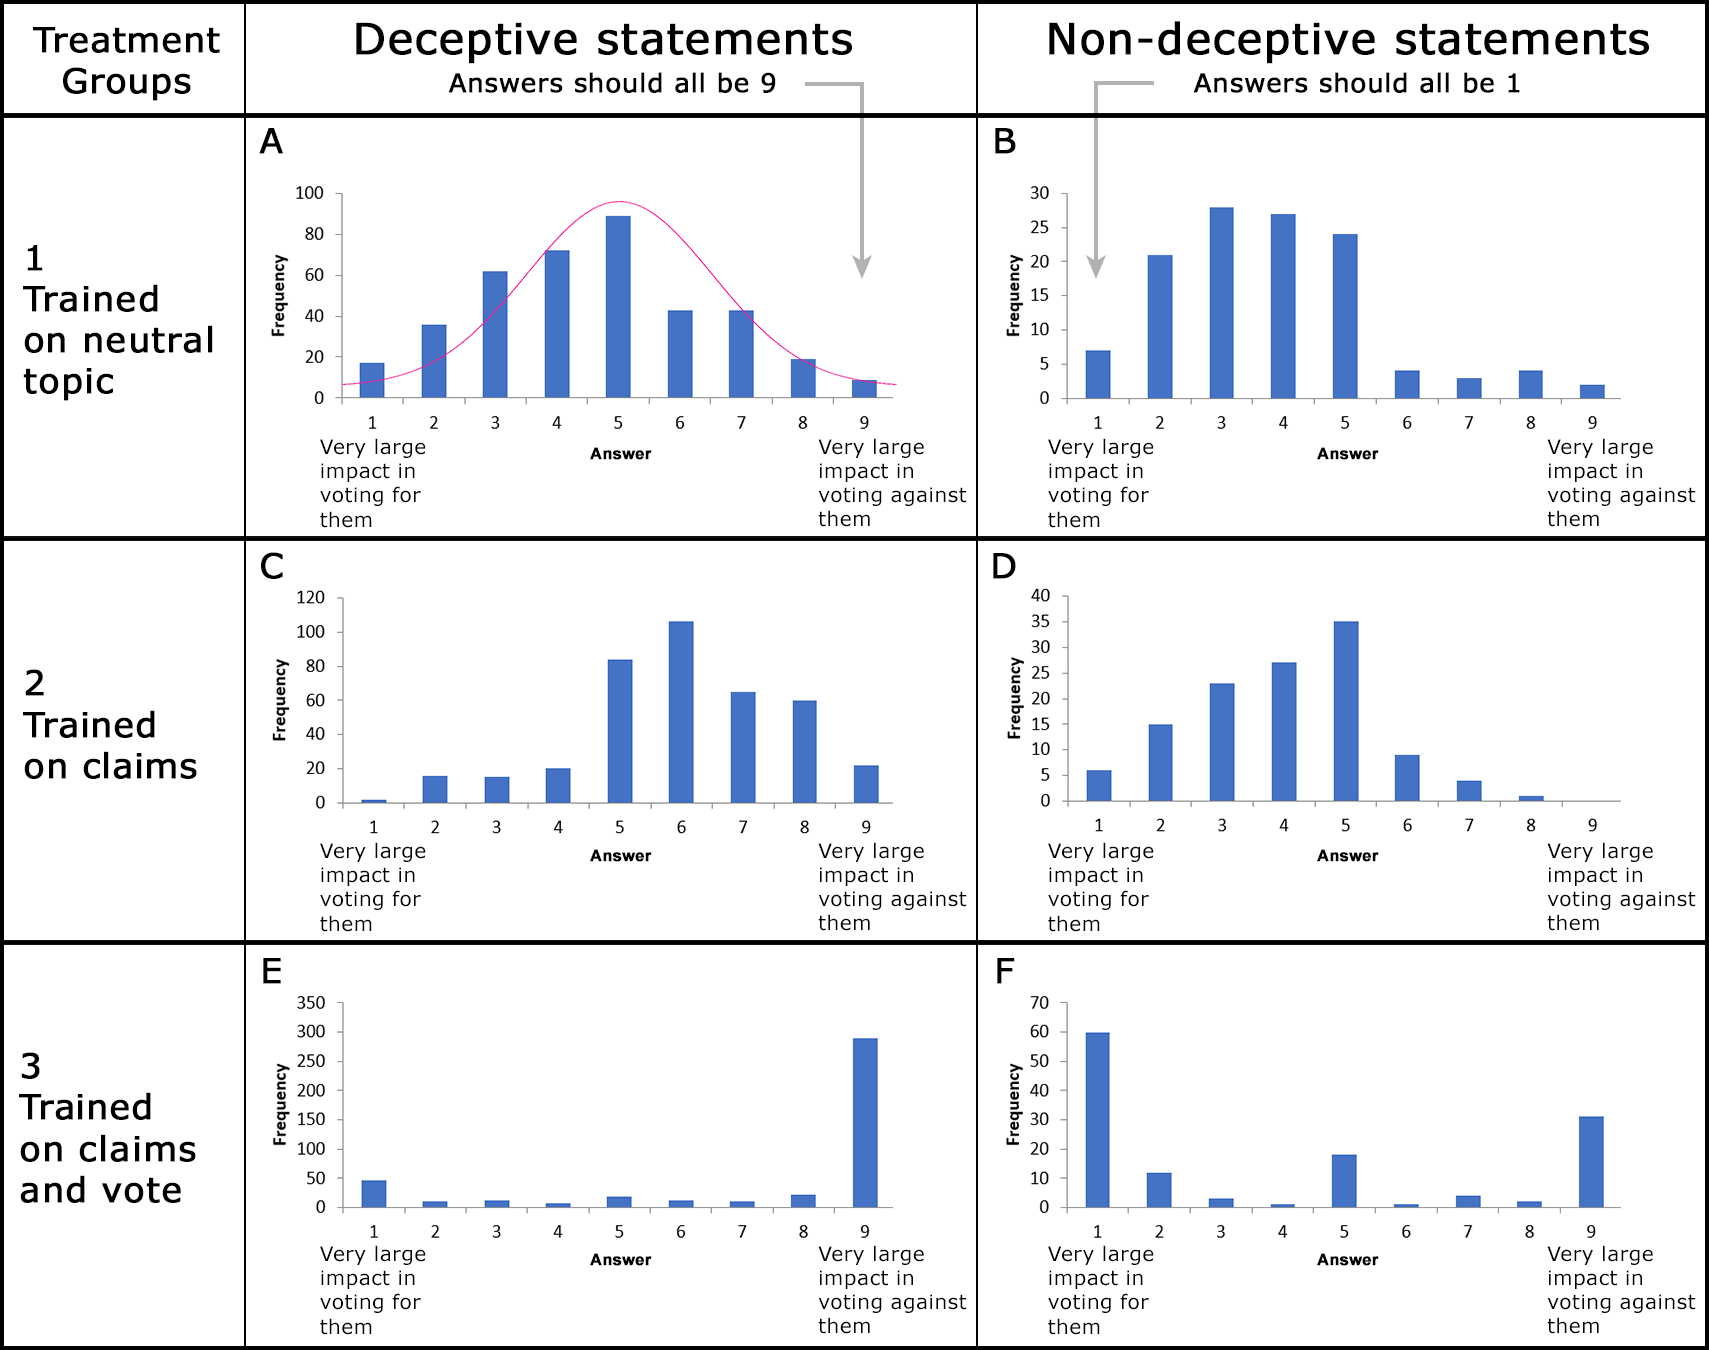 Treatment
Groups
Deceptive statements
Answers should all be 9
Non-deceptive statements
Answers should all be 1
1
Trained
on neutral
topic
A
100
80
60
40
20
0
Frequency
1 2 3 4 5 6 7 8 9
Answer
Very large
impact in
voting for
them
Very large
impact in
voting against
them
B
30
25
20
15
10
5
0
Frequency
1 2 3 4 5 6 7 8 9
Answer
Very large
impact in
voting for
them
Very large
impact in
voting against
them
2
Trained
on claims
C
120
100
80
60
40
20
0
Frequency
1 2 3 4 5 6 7 8 9
Answer
Very large
impact in
voting for
them
Very large
impact in
voting against
them
D
40
35
30
25
20
15
10
5
0
Frequency
1 2 3 4 5 6 7 8 9
Answer
Very large
impact in
voting for
them
Very large
impact in
voting against
them
3
Trained
on claims
and vote
E
350
300
250
200
150
100
50
0
Frequency
1 2 3 4 5 6 7 8 9
Answer
Very large
impact in
voting for
them
Very large
impact in
voting against
them
F
70
60
50
40
30
20
10
0
Frequency
1 2 3 4 5 6 7 8 9
Answer
Very large
impact in
voting for
them
Very large
impact in
voting against
them